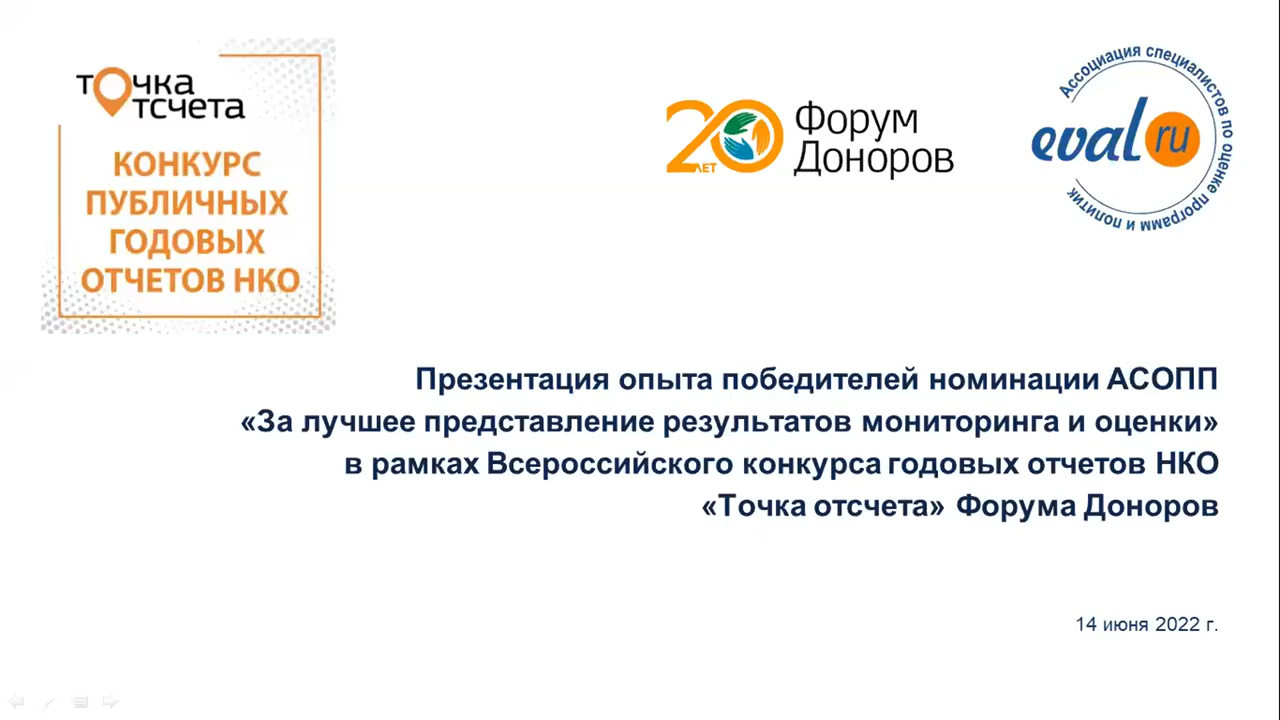 точка
отсчета
КОНКУРС
ПУБЛИЧНЫХ
ГОДОВЫХ
ОТЧЕТОВ НКО
20 ЛЕТ
Форум
Доноров
Ассоциация специалистов по оценке программ и политик
eval ru
Презентация опыта победителей номинации АСОПП
«За лучшее представление результатов мониторинга и оценки»
в рамках Всероссийского конкурса годовых отчетов НКО
«Точка отсчета» Форума Доноров
14 июня 2022 г.